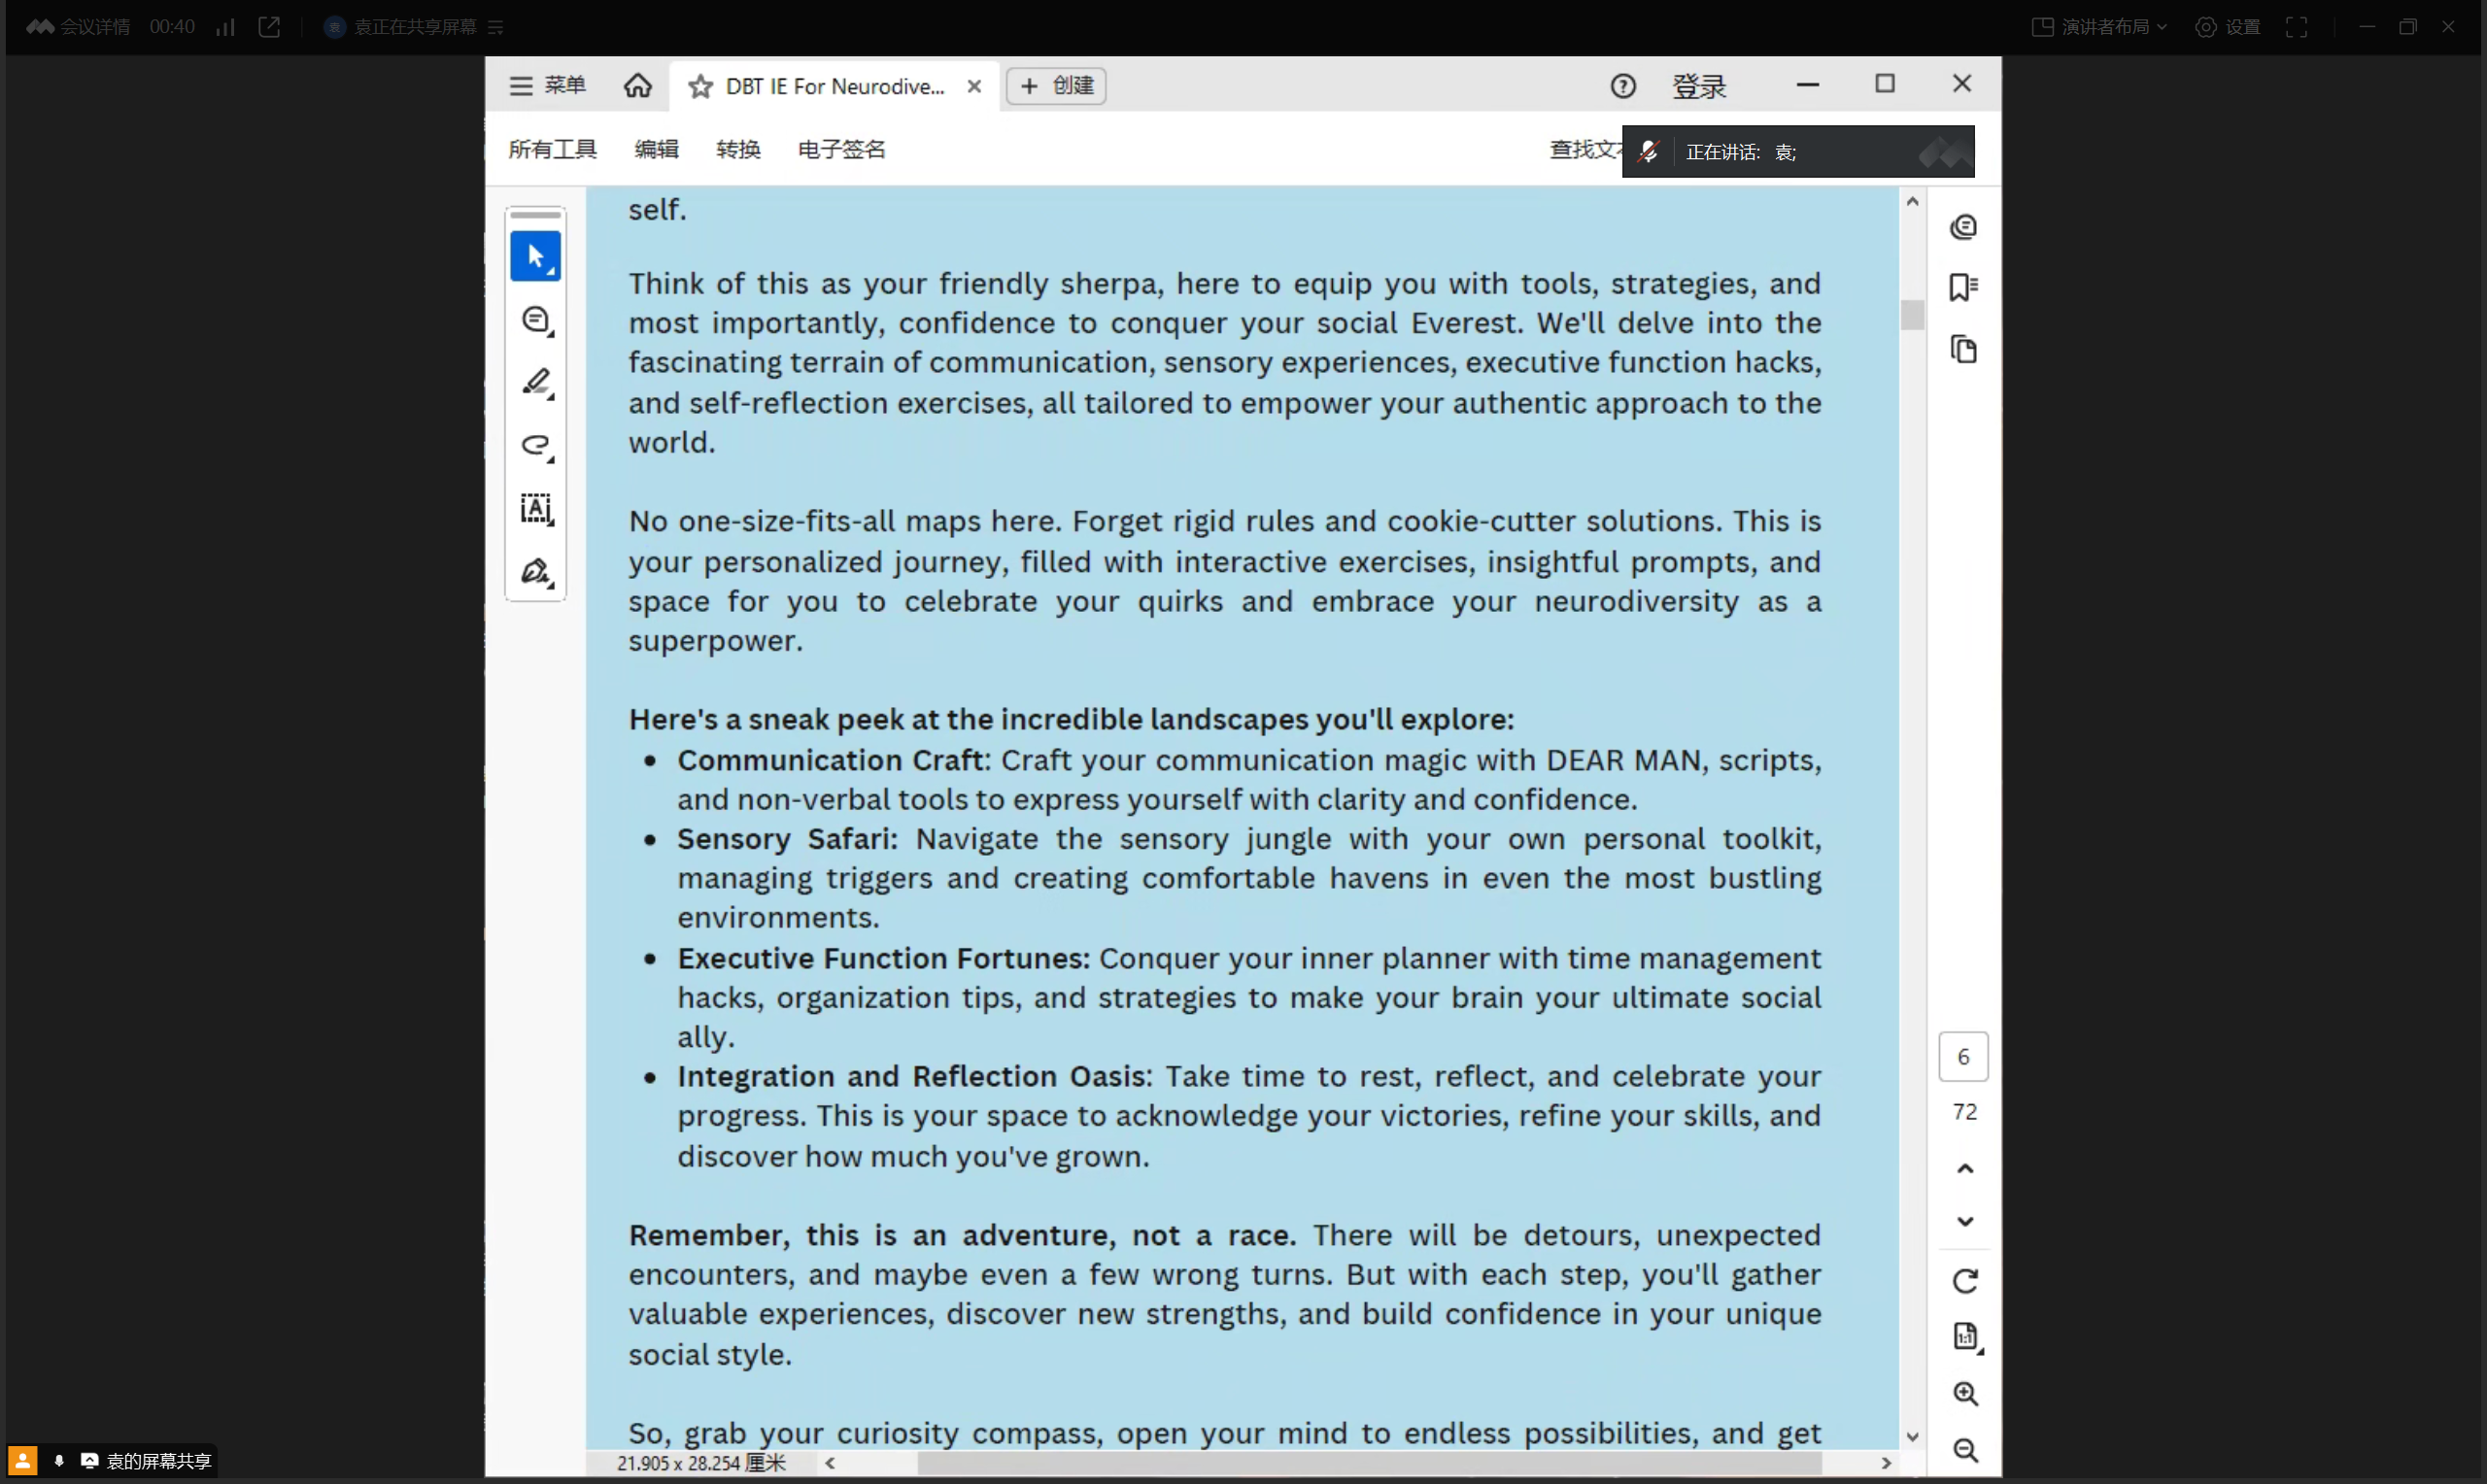 会议详情 00:40 袁 袁正在共享屏幕 演讲者布局 设置
菜单 DBT IE For Neurodive... 创建 登录
所有工具 编辑 转换 电子签名 查找文
正在讲话: 袁;
self.
Think of this as your friendly sherpa, here to equip you with tools, strategies, and
most importantly, confidence to conquer your social Everest. We'll delve into the
fascinating terrain of communication, sensory experiences, executive function hacks,
and self-reflection exercises, all tailored to empower your authentic approach to the
world.
No one-size-fits-all maps here. Forget rigid rules and cookie-cutter solutions. This is
your personalized journey, filled with interactive exercises, insightful prompts, and
space for you to celebrate your quirks and embrace your neurodiversity as a
superpower.
Here's a sneak peek at the incredible landscapes you'll explore:
• Communication Craft: Craft your communication magic with DEAR MAN, scripts,
and non-verbal tools to express yourself with clarity and confidence.
• Sensory Safari: Navigate the sensory jungle with your own personal toolkit,
managing triggers and creating comfortable havens in even the most bustling
environments.
• Executive Function Fortunes: Conquer your inner planner with time management
hacks, organization tips, and strategies to make your brain your ultimate social
ally.
• Integration and Reflection Oasis: Take time to rest, reflect, and celebrate your
progress. This is your space to acknowledge your victories, refine your skills, and
discover how much you've grown.
Remember, this is an adventure, not a race. There will be detours, unexpected
encounters, and maybe even a few wrong turns. But with each step, you'll gather
valuable experiences, discover new strengths, and build confidence in your unique
social style.
So, grab your curiosity compass, open your mind to endless possibilities, and get
6
72
1:1
21.905 x 28.254 厘米
袁的屏幕共享